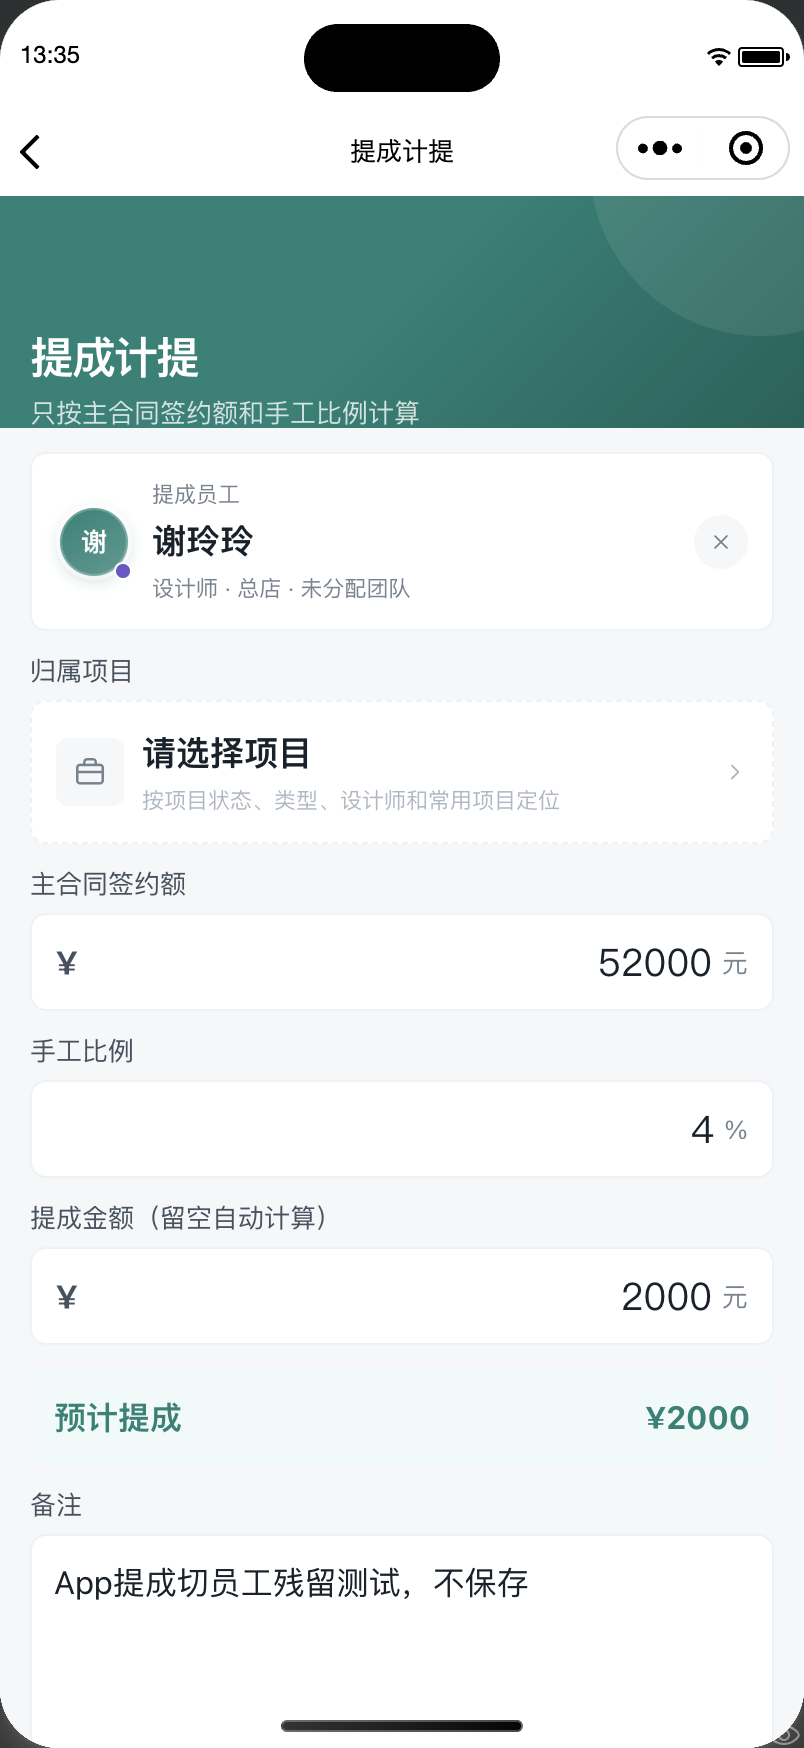 13:35
提成计提
提成计提
只按主合同签约额和手工比例计算
提成员工
谢
谢玲玲
设计师 · 总店 · 未分配团队
归属项目
请选择项目
按项目状态、类型、设计师和常用项目定位
主合同签约额
¥ 52000 元
手工比例
4 %
提成金额（留空自动计算）
¥ 2000 元
预计提成 ¥2000
备注
App提成切员工残留测试，不保存